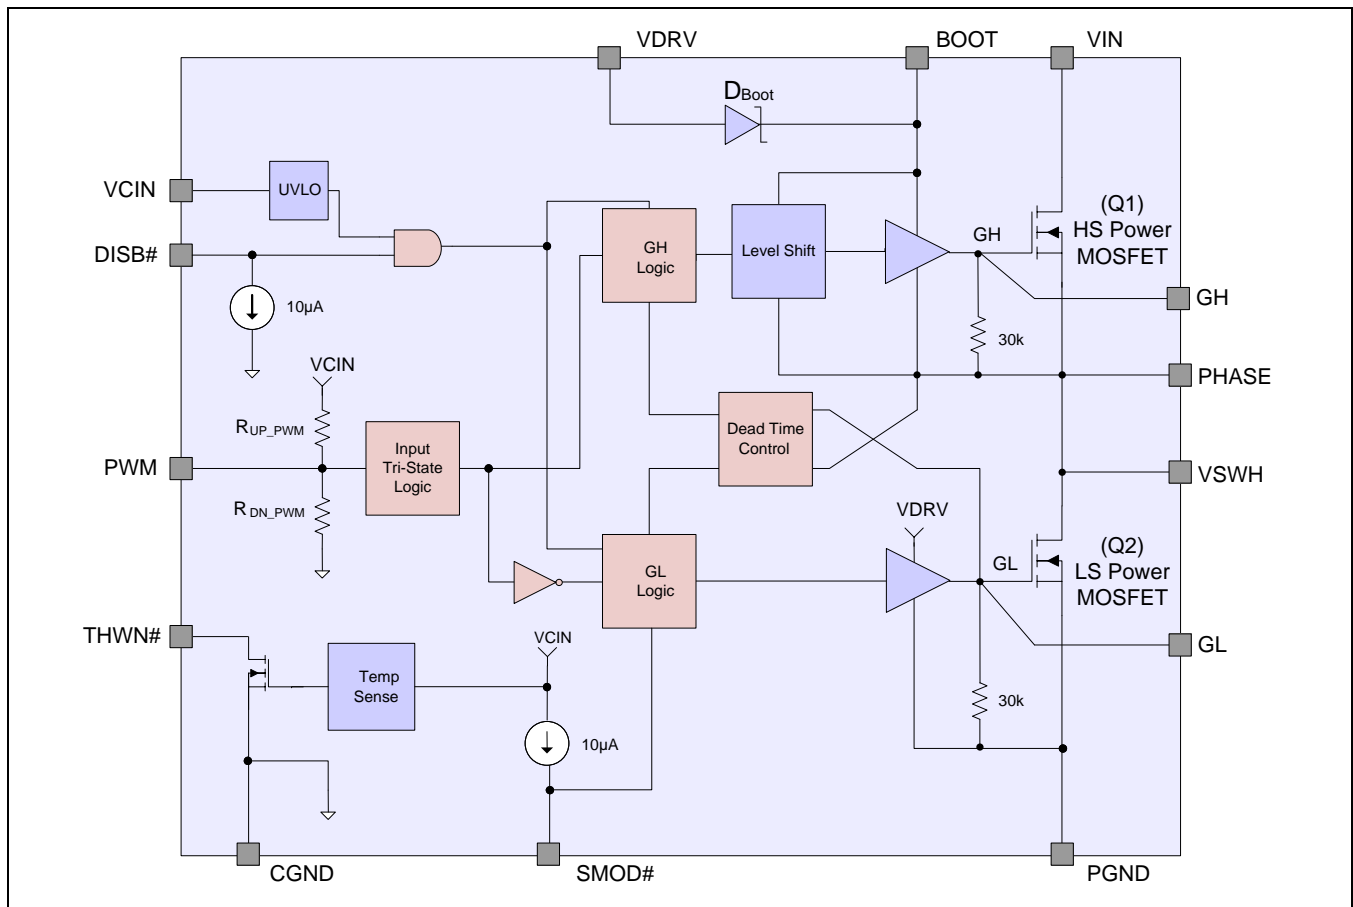 VDRV
BOOT
VIN
DBoot
VCIN
UVLO
(Q1)
HS Power
MOSFET
GH
DISB#
GH
Logic
Level Shift
10µA
GH
30k
VCIN
PHASE
RUP_PWM
Input
Tri-State
Logic
Dead Time
Control
PWM
VSWH
RDN_PWM
VDRV
(Q2)
LS Power
MOSFET
GL
GL
Logic
THWN#
VCIN
GL
Temp
Sense
30k
10µA
CGND
SMOD#
PGND